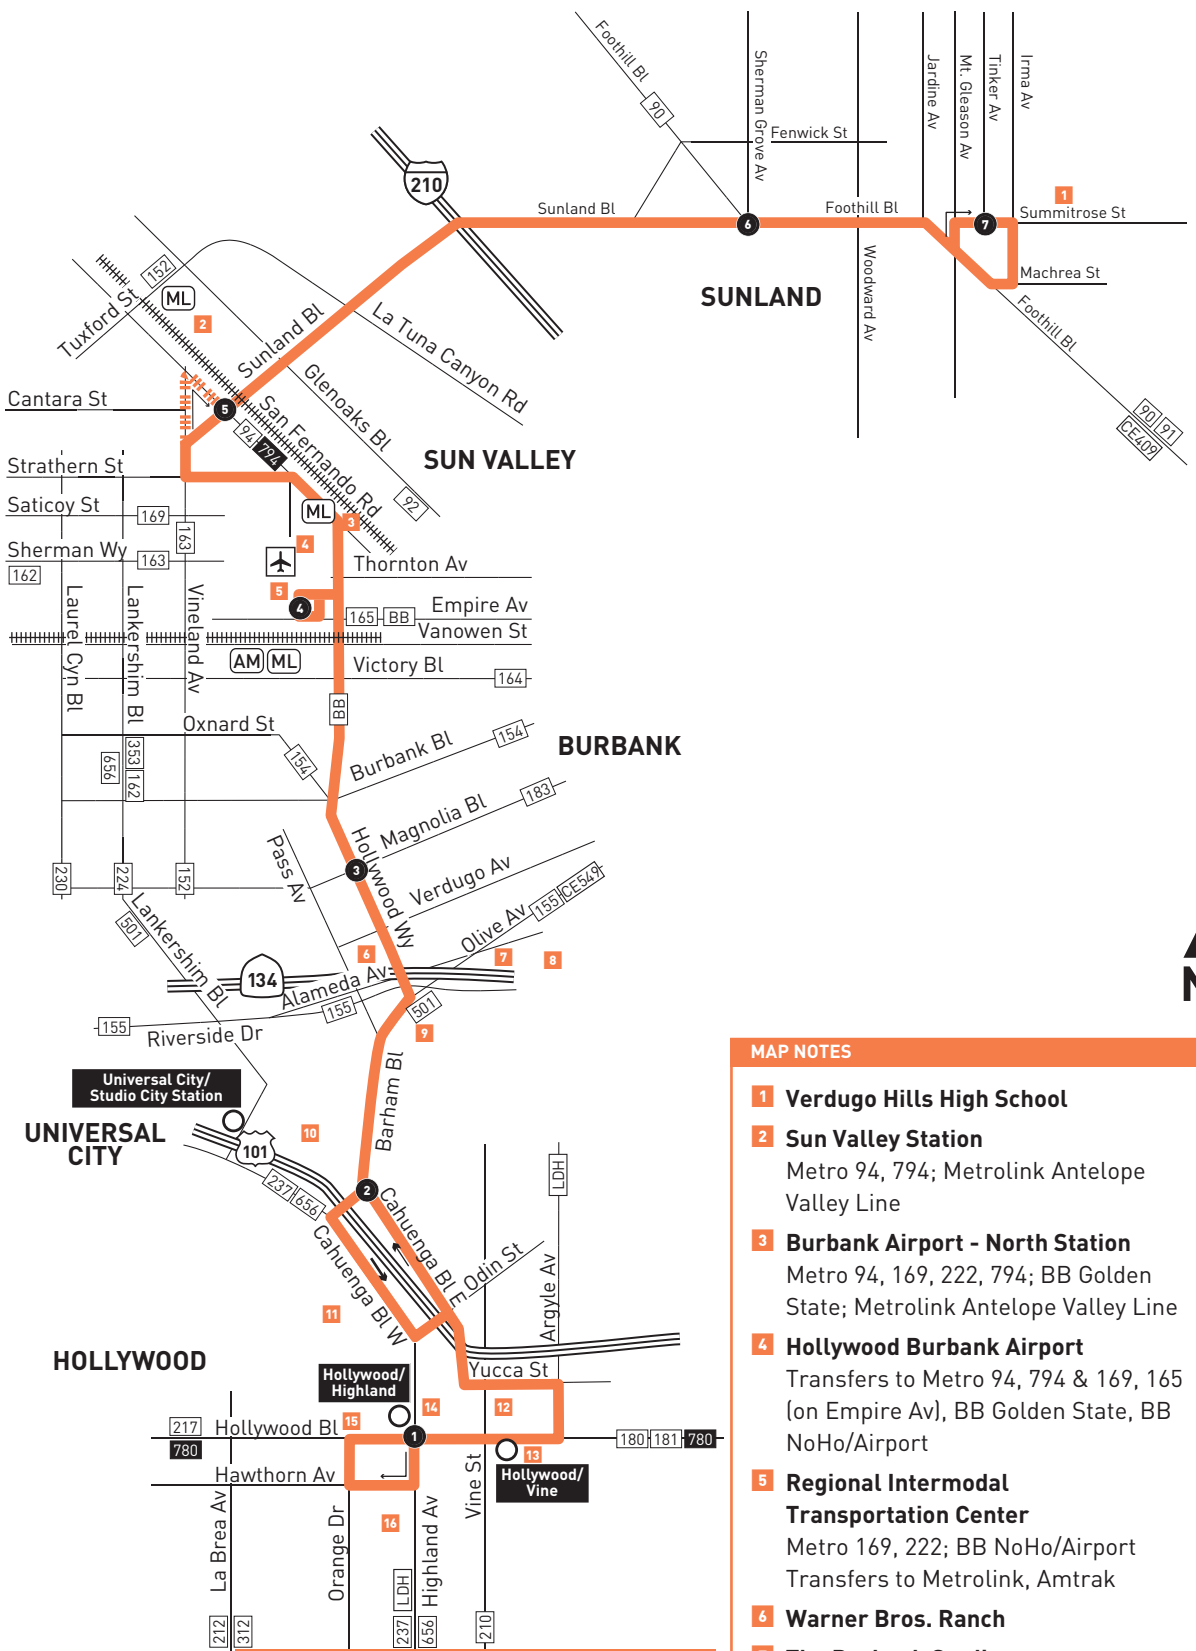 Foothill Bl
90
Sherman Grove Av
Jardine Av
Mt. Gleason Av
Tinker Av
Irma Av
Fenwick St
210
1
Sunland Bl
Foothill Bl
6
7
Summitrose St
SUNLAND
Woodward Av
Machrea St
Foothill Bl
90
91
CE409
152
ML
Tuxford St
2
Sunland Bl
La Tuna Canyon Rd
Glenoaks Bl
Cantara St
5
San Fernando Rd
94
794
SUN VALLEY
Strathern St
92
Saticoy St
169
ML
3
163
4
Sherman Wy
163
162
Thornton Av
5
4
Laurel Cyn Bl
Lankershim Bl
Vineland Av
165
BB
Empire Av
Vanowen St
AM
ML
Victory Bl
164
BB
Oxnard St
154
Burbank Bl
154
BURBANK
656
353
162
Magnolia Bl
183
Pass Av
Hollywood Wy
3
Verdugo Av
230
224
152
Olive Av
155
CE549
501
Lankershim Bl
6
7
8
134
Alameda Av
155
501
155
Riverside Dr
9
N
Universal City/
Studio City Station
Barham Bl
UNIVERSAL
CITY
101
10
237
656
2
LDH
Cahuenga Bl E
Cahuenga Bl W
Odin St
Argyle Av
11
HOLLYWOOD
Yucca St
Hollywood/
Highland
14
12
15
217
780
Hollywood Bl
1
180
181
780
13
Hollywood/
Vine
Hawthorn Av
La Brea Av
Orange Dr
16
Highland Av
Vine St
212
312
LDH
237
656
210
MAP NOTES
1 Verdugo Hills High School
2 Sun Valley Station
Metro 94, 794; Metrolink Antelope
Valley Line
3 Burbank Airport - North Station
Metro 94, 169, 222, 794; BB Golden
State; Metrolink Antelope Valley Line
4 Hollywood Burbank Airport
Transfers to Metro 94, 794 & 169, 165
(on Empire Av), BB Golden State, BB
NoHo/Airport
5 Regional Intermodal
Transportation Center
Metro 169, 222; BB NoHo/Airport
Transfers to Metrolink, Amtrak
6 Warner Bros. Ranch